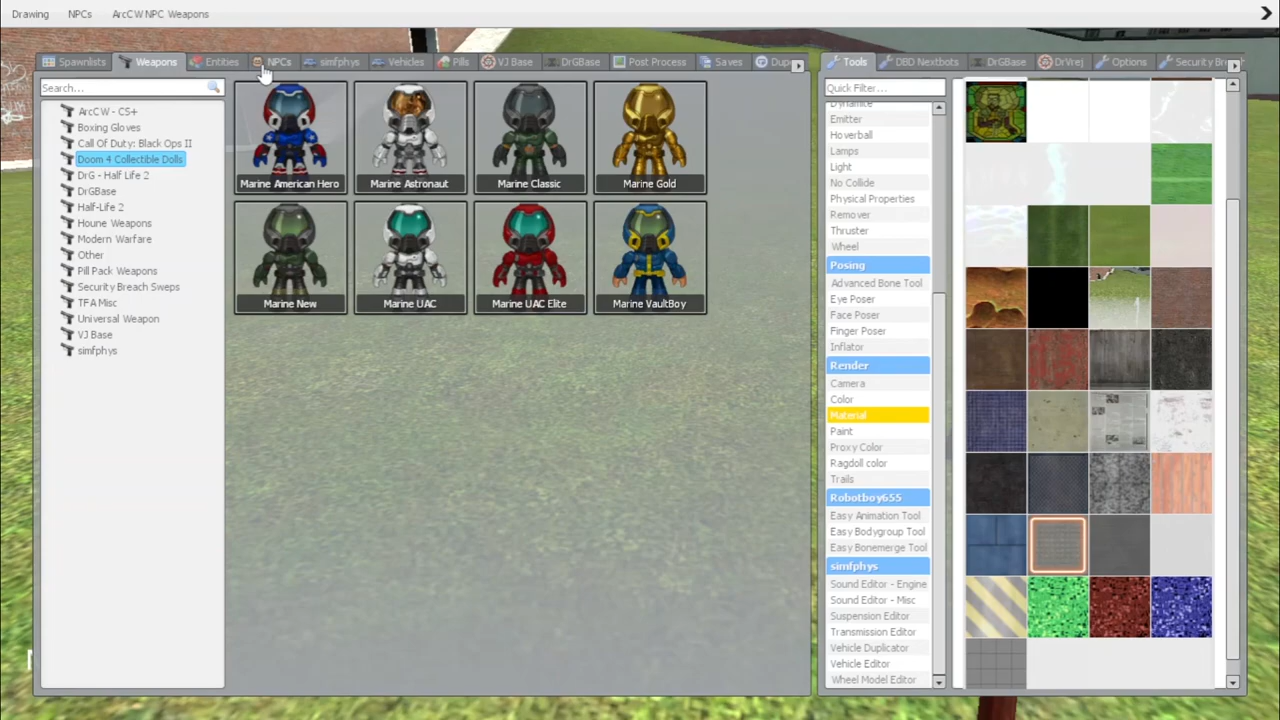 Drawing NPCs ArcCW NPC Weapons
Spawnlists Weapons Entities NPCs simfphys Vehicles Pills VJ Base DrGBase Post Process Saves
Search...
ArcCW - CS+
Boxing Gloves
Call Of Duty: Black Ops II
Doom 4 Collectible Dolls
DrG - Half Life 2
DrGBase
Half-Life 2
Houne Weapons
Modern Warfare
Other
Pill Pack Weapons
Security Breach Sweps
TFA Misc
Universal Weapon
VJ Base
simfphys
Marine American Hero Marine Astronaut Marine Classic Marine Gold
Marine New Marine UAC Marine UAC Elite Marine VaultBoy
Tools DBD Nextbots DrGBase DrVrej Options Security Bre
Quick Filter...
Dynamite
Emitter
Hoverball
Lamps
Light
No Collide
Physical Properties
Remover
Thruster
Wheel
Posing
Advanced Bone Tool
Eye Poser
Face Poser
Finger Poser
Inflator
Render
Camera
Color
Material
Paint
Proxy Color
Ragdoll color
Trails
Robotboy655
Easy Animation Tool
Easy Bodygroup Tool
Easy Bonemerge Tool
simfphys
Sound Editor - Engine
Sound Editor - Misc
Suspension Editor
Transmission Editor
Vehicle Duplicator
Vehicle Editor
Wheel Model Editor